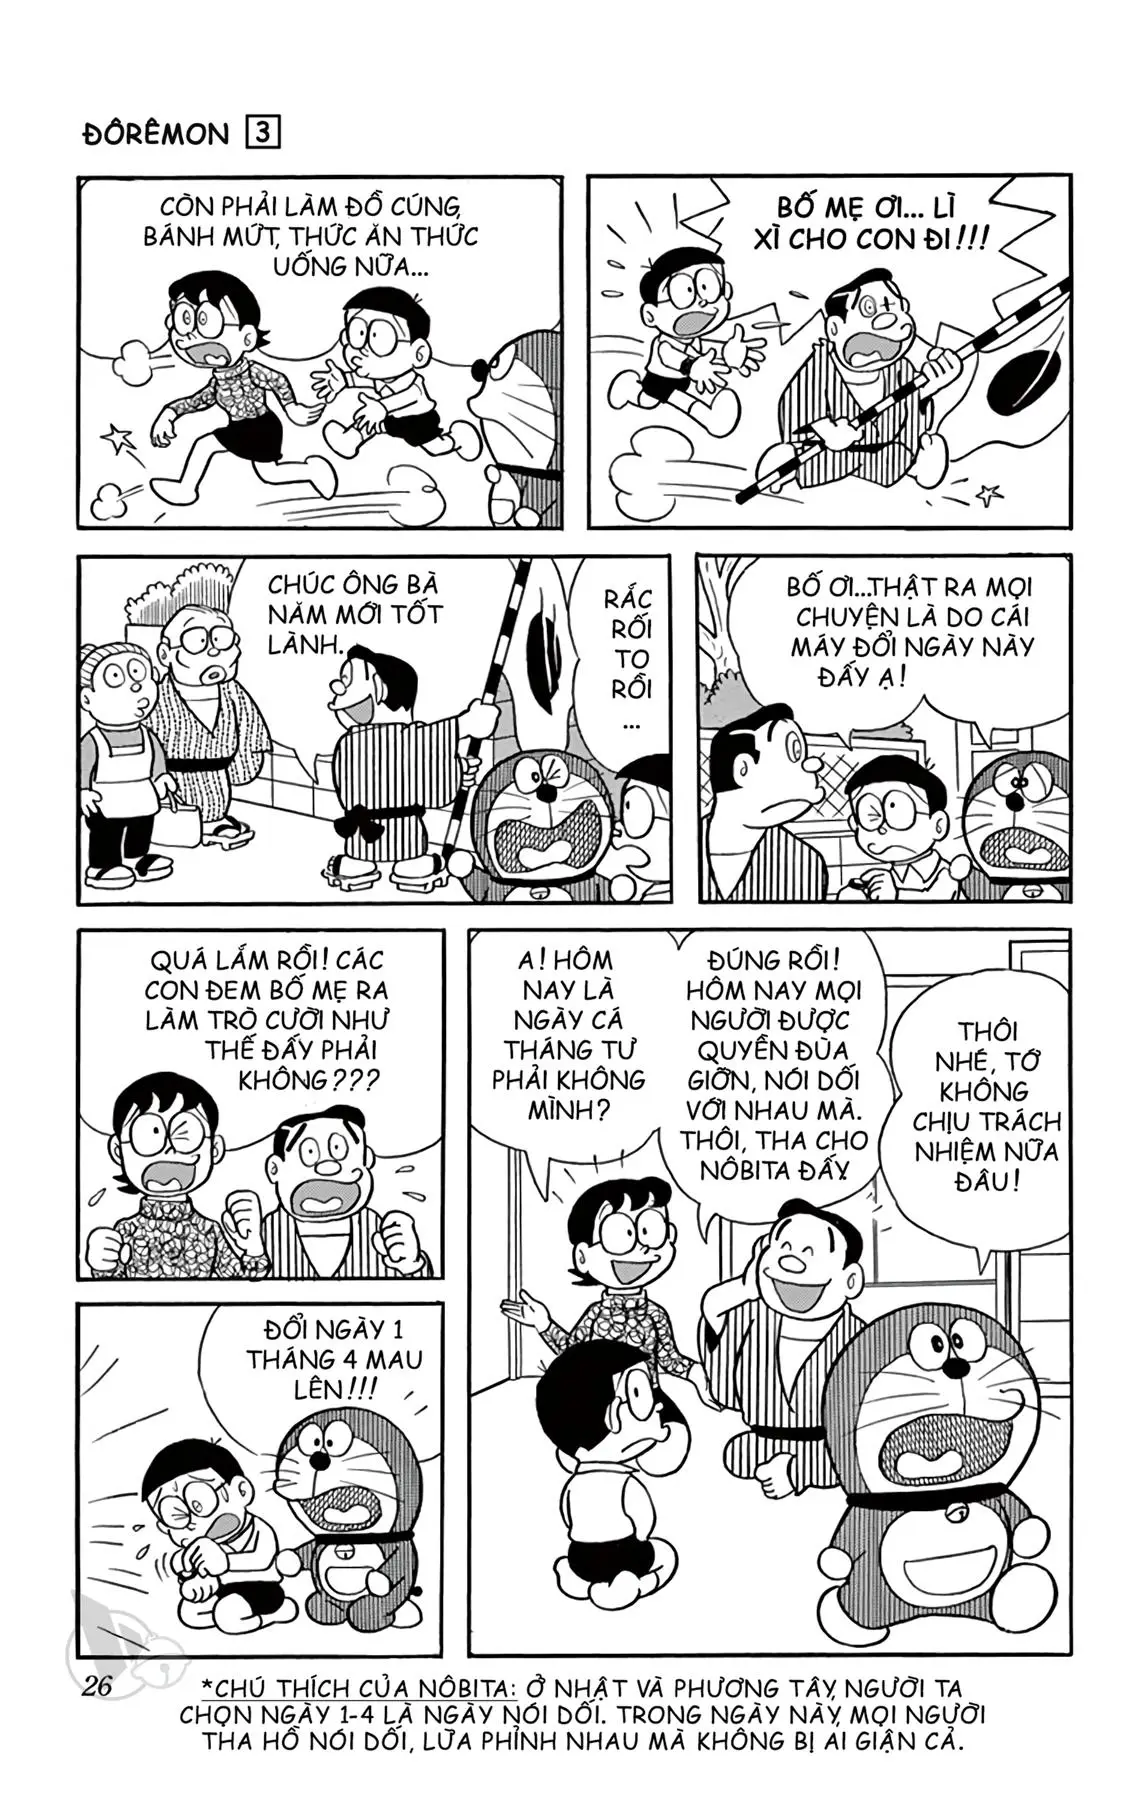 ĐÔRÊMON 3
CÒN PHẢI LÀM ĐỒ CÚNG,
BÁNH MỨT, THỨC ĂN THỨC
UỐNG NỮA...
BỐ MẸ ƠI... LÌ
XÌ CHO CON ĐI!!!
CHÚC ÔNG BÀ
NĂM MỚI TỐT
LÀNH.
RẮC
RỐI
TO
RỒI
...
BỐ ƠI...THẬT RA MỌI
CHUYỆN LÀ DO CÁI
MÁY ĐỔI NGÀY NÀY
ĐẤY Ạ!
QUÁ LẮM RỒI! CÁC
CON ĐEM BỐ MẸ RA
LÀM TRÒ CƯỜI NHƯ
THẾ ĐẤY PHẢI
KHÔNG???
ĐỔI NGÀY 1
THÁNG 4 MAU
LÊN!!!
A! HÔM
NAY LÀ
NGÀY CÁ
THÁNG TƯ
PHẢI KHÔNG
MÌNH?
ĐÚNG RỒI!
HÔM NAY MỌI
NGƯỜI ĐƯỢC
QUYỀN ĐÙA
GIỠN, NÓI DỐI
VỚI NHAU MÀ.
THÔI, THA CHO
NÔBITA ĐẤY.
THÔI
NHÉ, TỚ
KHÔNG
CHỊU TRÁCH
NHIỆM NỮA
ĐÂU!
26
*CHÚ THÍCH CỦA NÔBITA: Ở NHẬT VÀ PHƯƠNG TÂY, NGƯỜI TA
CHỌN NGÀY 1-4 LÀ NGÀY NÓI DỐI. TRONG NGÀY NÀY, MỌI NGƯỜI
THA HỒ NÓI DỐI, LỪA PHỈNH NHAU MÀ KHÔNG BỊ AI GIẬN CẢ.